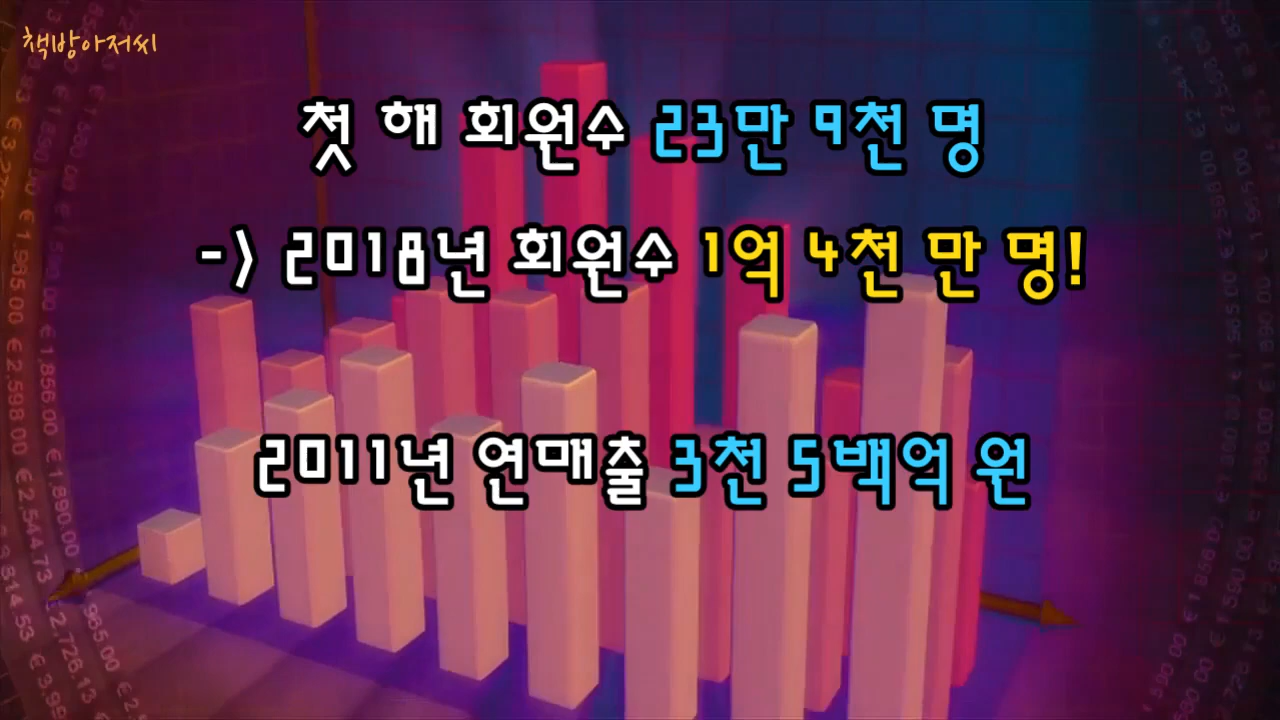 책방아저씨
첫 해 회원수 23만 9천 명
-> 2018년 회원수 1억 4천 만 명!
2011년 연매출 3천 5백억 원